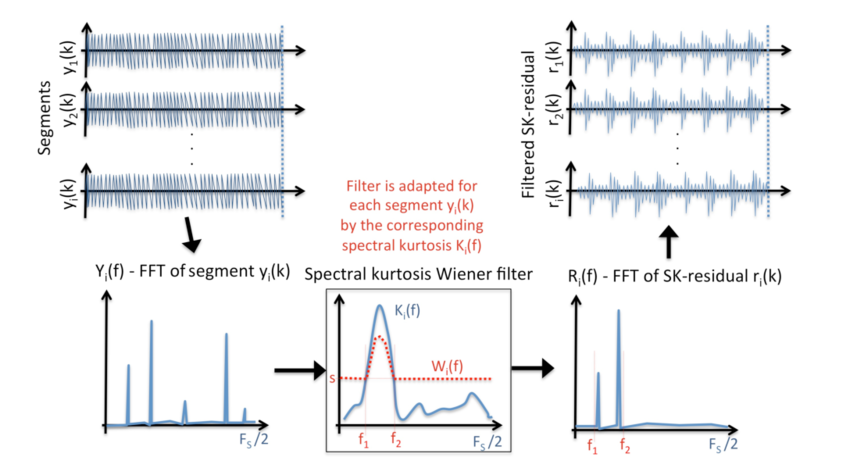 Segments
y1(k)
y2(k)
.
.
.
yi(k)
Filtered SK-residual
r1(k)
r2(k)
.
.
.
ri(k)
Filter is adapted for
each segment yi(k)
by the corresponding
spectral kurtosis Ki(f)
Yi(f) - FFT of segment yi(k)
FS/2
Spectral kurtosis Wiener filter
Ki(f)
Wi(f)
s
f1
f2
FS/2
Ri(f) - FFT of SK-residual ri(k)
f1
f2
FS/2